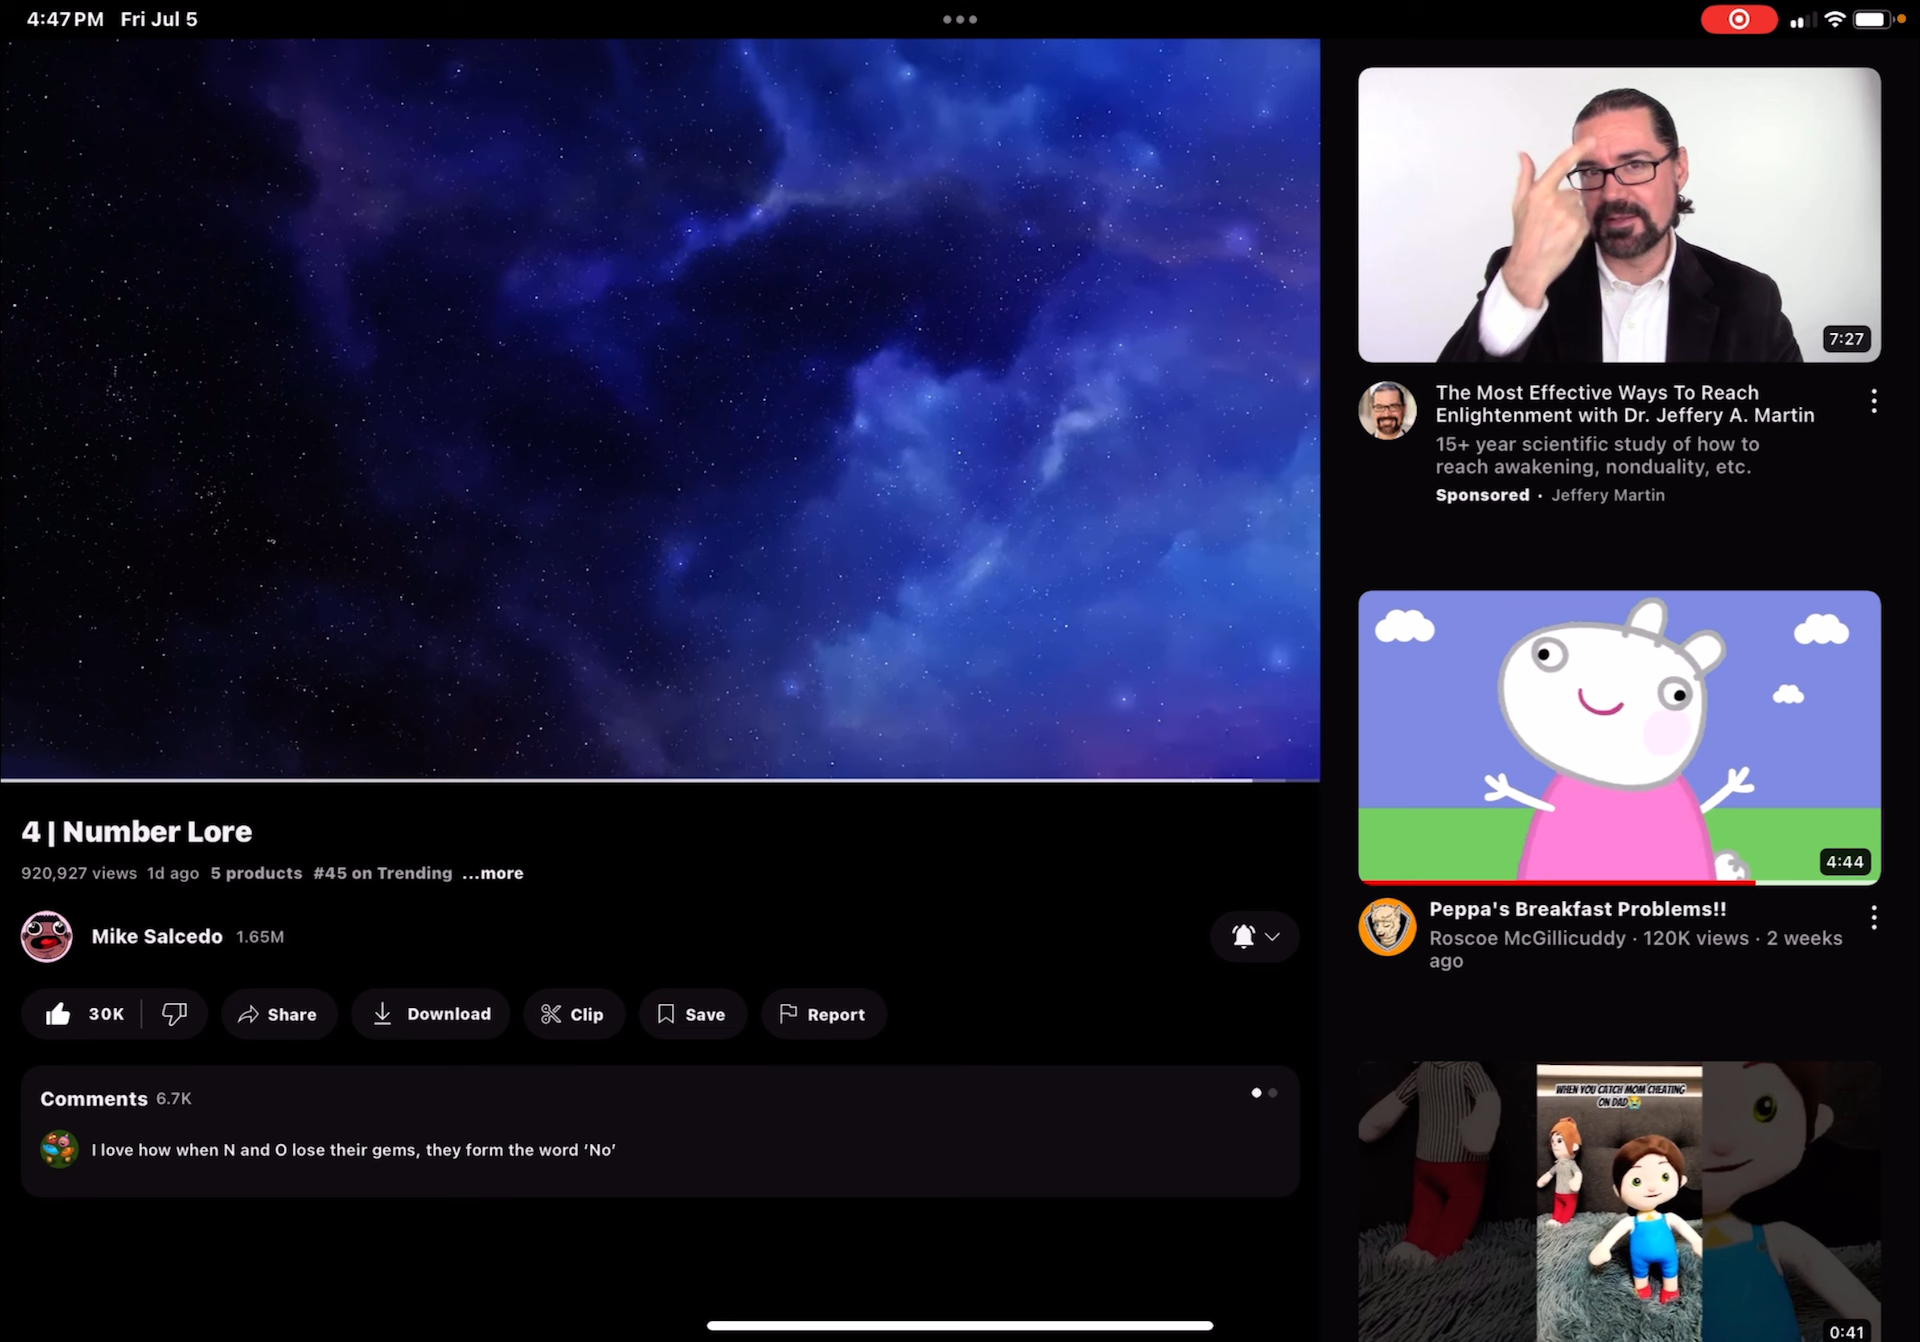 4:47 PM Fri Jul 5
7:27
The Most Effective Ways To Reach
Enlightenment with Dr. Jeffery A. Martin
15+ year scientific study of how to
reach awakening, nonduality, etc.
Sponsored · Jeffery Martin
4:44
Peppa's Breakfast Problems!!
Roscoe McGillicuddy · 120K views · 2 weeks
ago
WHEN YOU CATCH MOM CHEATING
ON DAD😭
0:41
4 | Number Lore
920,927 views 1d ago 5 products #45 on Trending ...more
Mike Salcedo 1.65M
30K Share Download Clip Save Report
Comments 6.7K
I love how when N and O lose their gems, they form the word ‘No’